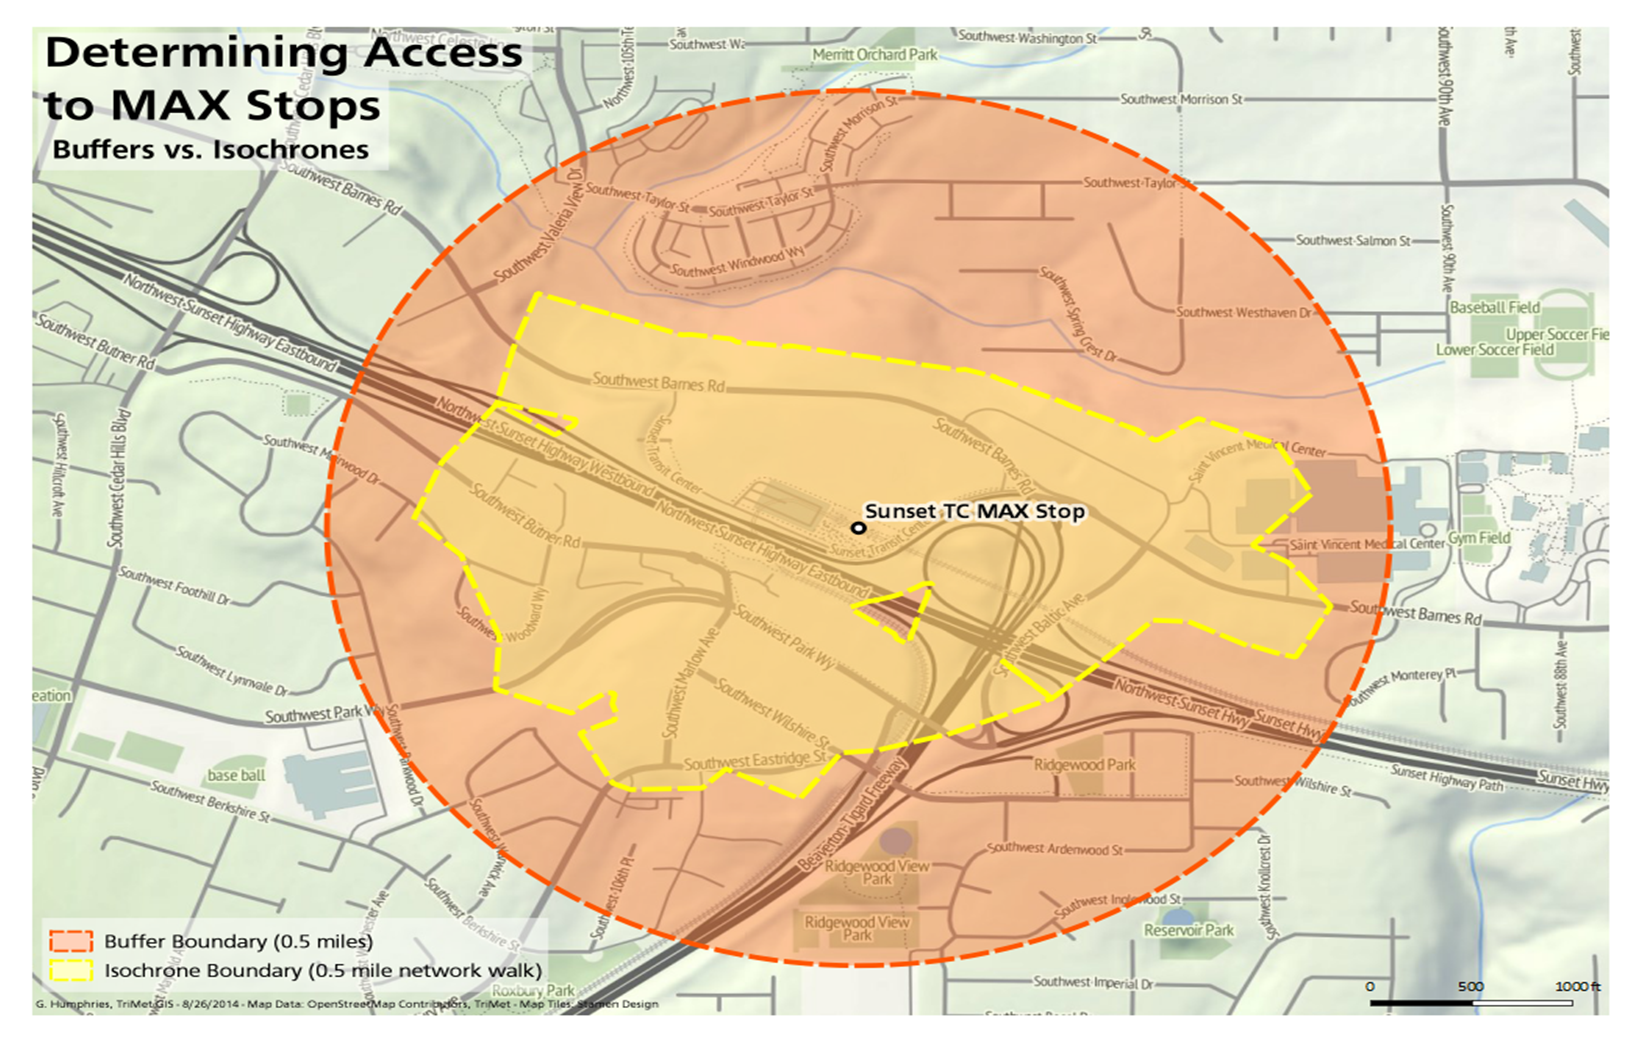 Determining Access
to MAX Stops
Buffers vs. Isochrones
Southwest Washington St
Merritt Orchard Park
Southwest Morrison St
Southwest Morrison St
Southwest 90th Ave
Southwest Barnes Rd
Southwest Valeria View Dr
Southwest Taylor St
Southwest Taylor St
Southwest Taylor St
Southwest Windwood Wy
Southwest Salmon St
Southwest 90th Ave
Northwest Sunset Highway Eastbound
Southwest Butner Rd
Southwest Spring Crest Dr
Southwest Westhaven Dr
Baseball Field
Upper Soccer Fie
Lower Soccer Field
Southwest Barnes Rd
Southwest Barnes Rd
Northwest Sunset Highway Westbound
Sunset Transit Center
Saint Vincent Medical Center
Southwest Hillcroft Ave
Southwest Cedar Hills Blvd
Southwest Marwood Dr
Southwest Butner Rd
Northwest Sunset Highway Eastbound
Sunset TC MAX Stop
Sunset Transit Cent
Saint Vincent Medical Center
Gym Field
Southwest Foothill Dr
Woodward Wy
Southwest Baltic Ave
Southwest Barnes Rd
Southwest Park Wy
Southwest Marlow Ave
Southwest Lynnvale Dr
Southwest Monterey Pl
Southwest 88th Ave
eation
Southwest Park W
Southwest Wilshire St
Northwest Sunset Hwy
Sunset Hwy
Southwest Parkwood Dr
Southwest Eastridge St
Ridgewood Park
base ball
Southwest Berkshire St
Beaverton-Tigard Freeway
Southwest Wilshire St
Sunset Highway Path
Sunset Hwy
Southwest Warwick Ave
Southwest 106th Pl
Southwest Ardenwood St
Southwest Knollcrest Dr
Ridgewood View
Park
Southwest Berkshire St
Southwest Inglewood St
Ridgewood View
Park
Reservoir Park
Buffer Boundary (0.5 miles)
Isochrone Boundary (0.5 mile network walk)
Roxbury Park
Southwest Imperial Dr
0 500 1000 ft
G. Humphries, TriMet GIS - 8/26/2014 - Map Data: OpenStreetMap Contributors, TriMet - Map Tiles: Stamen Design